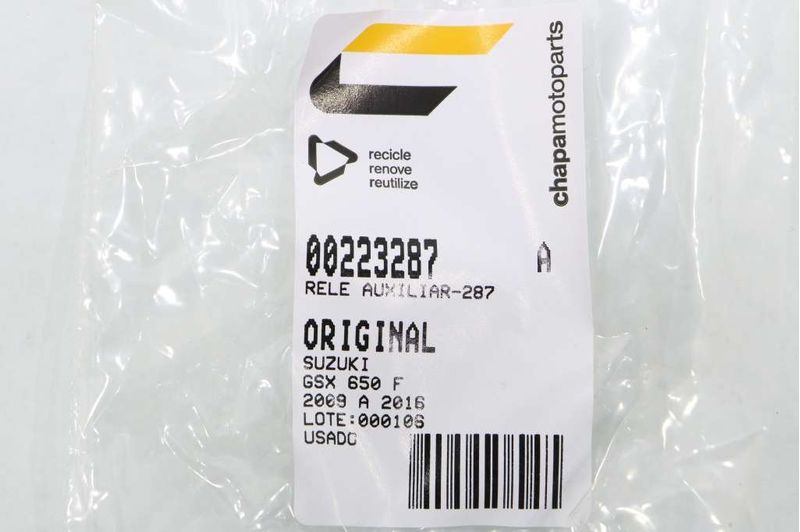 chapamotoparts
recicle
renove
reutilize
00223287 A
RELE AUXILIAR-287
ORIGINAL
SUZUKI
GSX 650 F
2009 A 2016
LOTE:000106
USADO